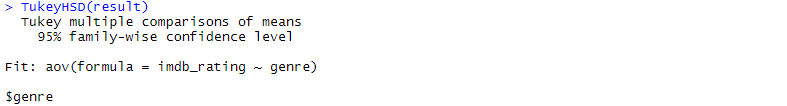 > TukeyHSD(result)
  Tukey multiple comparisons of means
    95% family-wise confidence level

Fit: aov(formula = imdb_rating ~ genre)

$genre